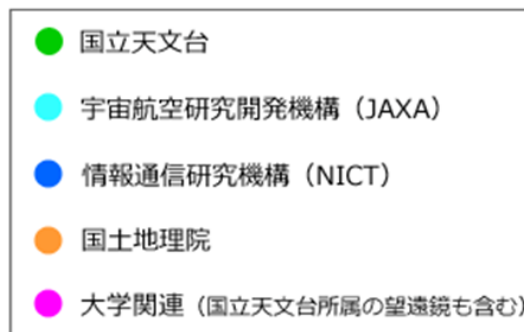 国立天文台
宇宙航空研究開発機構（JAXA）
情報通信研究機構（NICT）
国土地理院
大学関連（国立天文台所属の望遠鏡も含む）